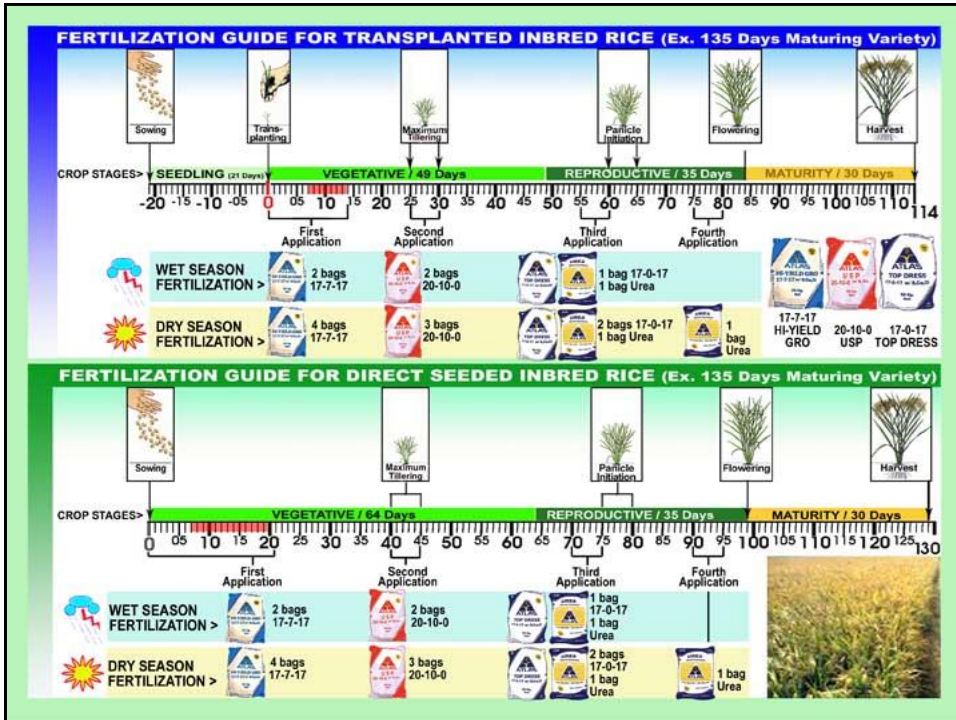 FERTILIZATION GUIDE FOR TRANSPLANTED INBRED RICE (Ex. 135 Days Maturing Variety)
Sowing
Trans-
planting
Maximum
Tillering
Panicle
Initiation
Flowering
Harvest
CROP STAGES> SEEDLING (21 Days) VEGETATIVE / 49 Days REPRODUCTIVE / 35 Days MATURITY / 30 Days
-20 -15 -10 -05 0 05 10 15 20 25 30 35 40 45 50 55 60 65 70 75 80 85 90 95 100 105 110 114
First
Application
Second
Application
Third
Application
Fourth
Application
WET SEASON
FERTILIZATION >
2 bags
17-7-17
2 bags
20-10-0
1 bag 17-0-17
1 bag Urea
DRY SEASON
FERTILIZATION >
4 bags
17-7-17
3 bags
20-10-0
2 bags 17-0-17
1 bag Urea
1
bag
Urea
ATLAS
HI-YIELD GRO
ATLAS
USP
20-10-0
ATLAS
TOP DRESS
17-7-17
HI-YIELD
GRO
20-10-0
USP
17-0-17
TOP DRESS
FERTILIZATION GUIDE FOR DIRECT SEEDED INBRED RICE (Ex. 135 Days Maturing Variety)
Sowing
Maximum
Tillering
Panicle
Initiation
Flowering
Harvest
CROP STAGES> VEGETATIVE / 64 Days REPRODUCTIVE / 35 Days MATURITY / 30 Days
0 05 10 15 20 25 30 35 40 45 50 55 60 65 70 75 80 85 90 95 100 105 110 115 120 125 130
First
Application
Second
Application
Third
Application
Fourth
Application
WET SEASON
FERTILIZATION >
2 bags
17-7-17
2 bags
20-10-0
1 bag
17-0-17
1 bag
Urea
DRY SEASON
FERTILIZATION >
4 bags
17-7-17
3 bags
20-10-0
2 bags
17-0-17
1 bag
Urea
1 bag
Urea